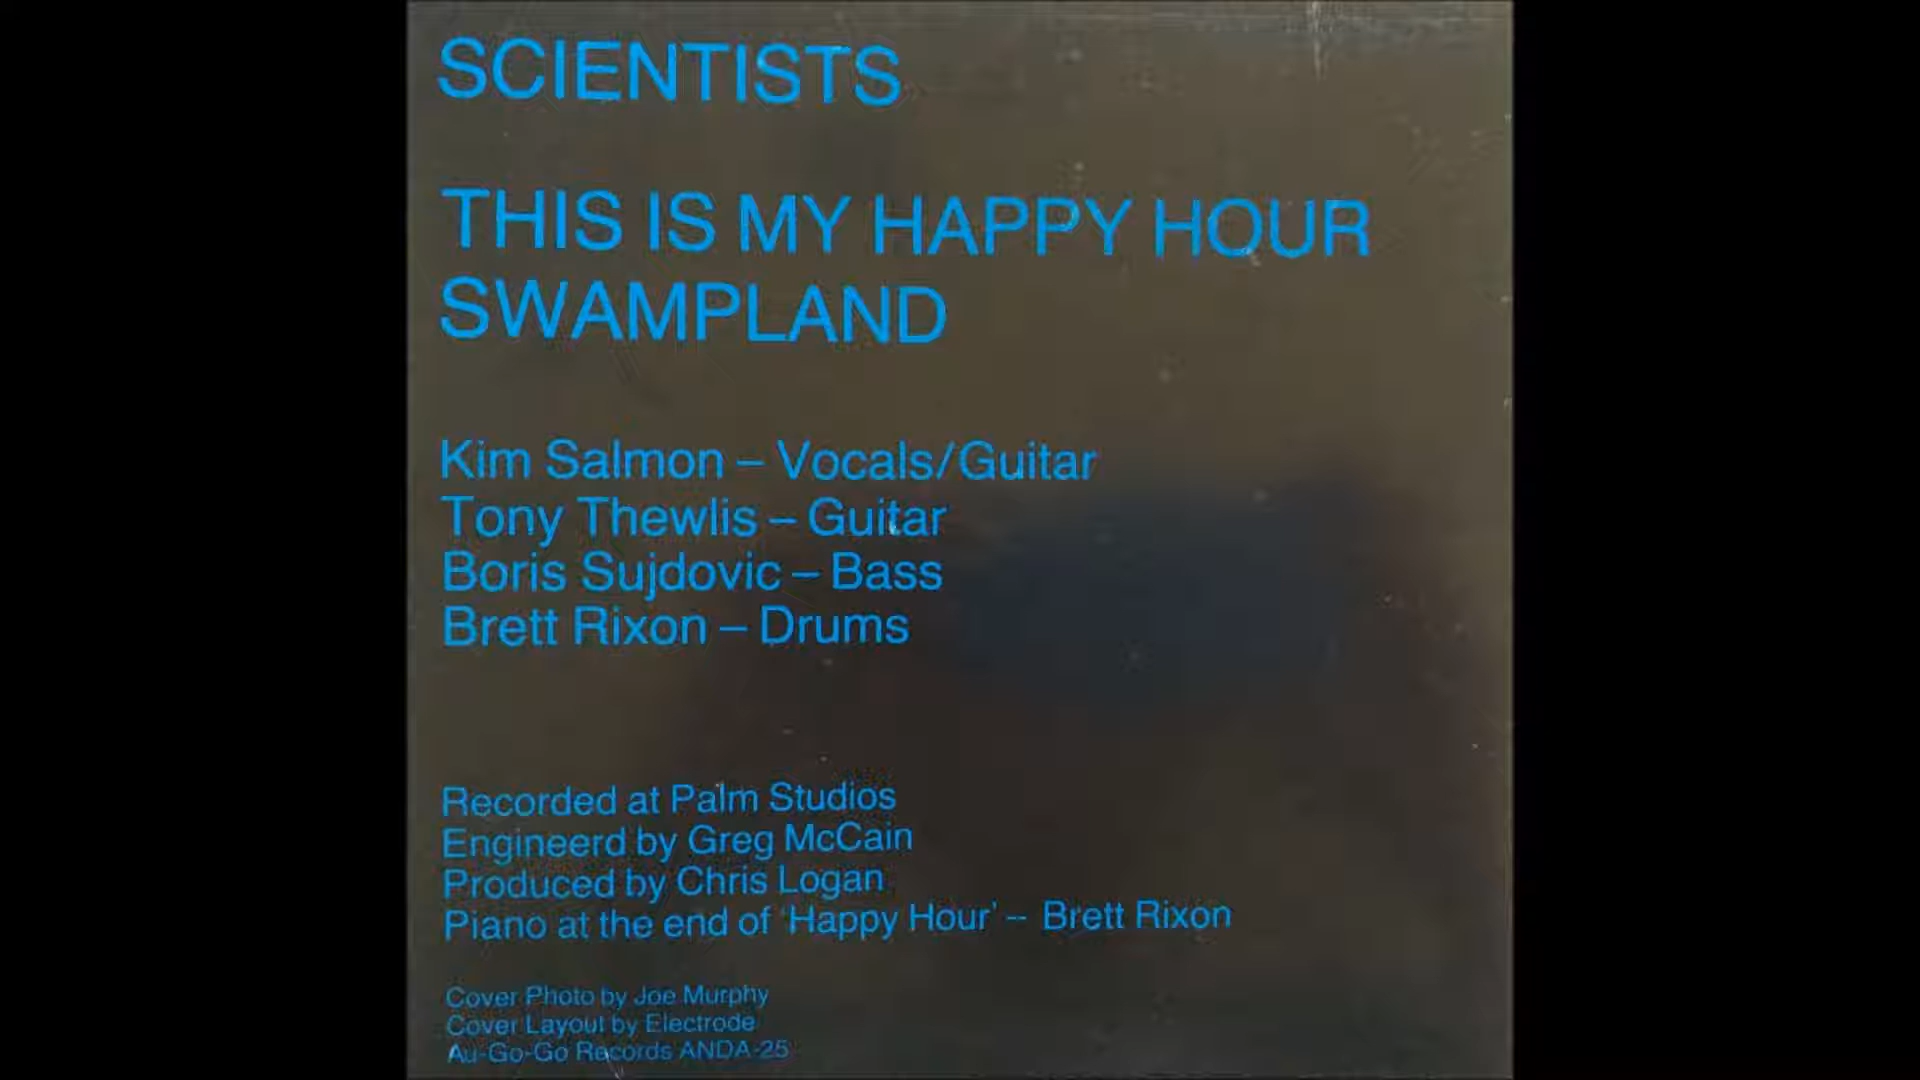 SCIENTISTS
THIS IS MY HAPPY HOUR
SWAMPLAND
Kim Salmon – Vocals/Guitar
Tony Thewlis – Guitar
Boris Sujdovic – Bass
Brett Rixon – Drums
Recorded at Palm Studios
Engineerd by Greg McCain
Produced by Chris Logan
Piano at the end of 'Happy Hour' -- Brett Rixon
Cover Photo by Joe Murphy
Cover Layout by Electrode
Au-Go-Go Records ANDA-25